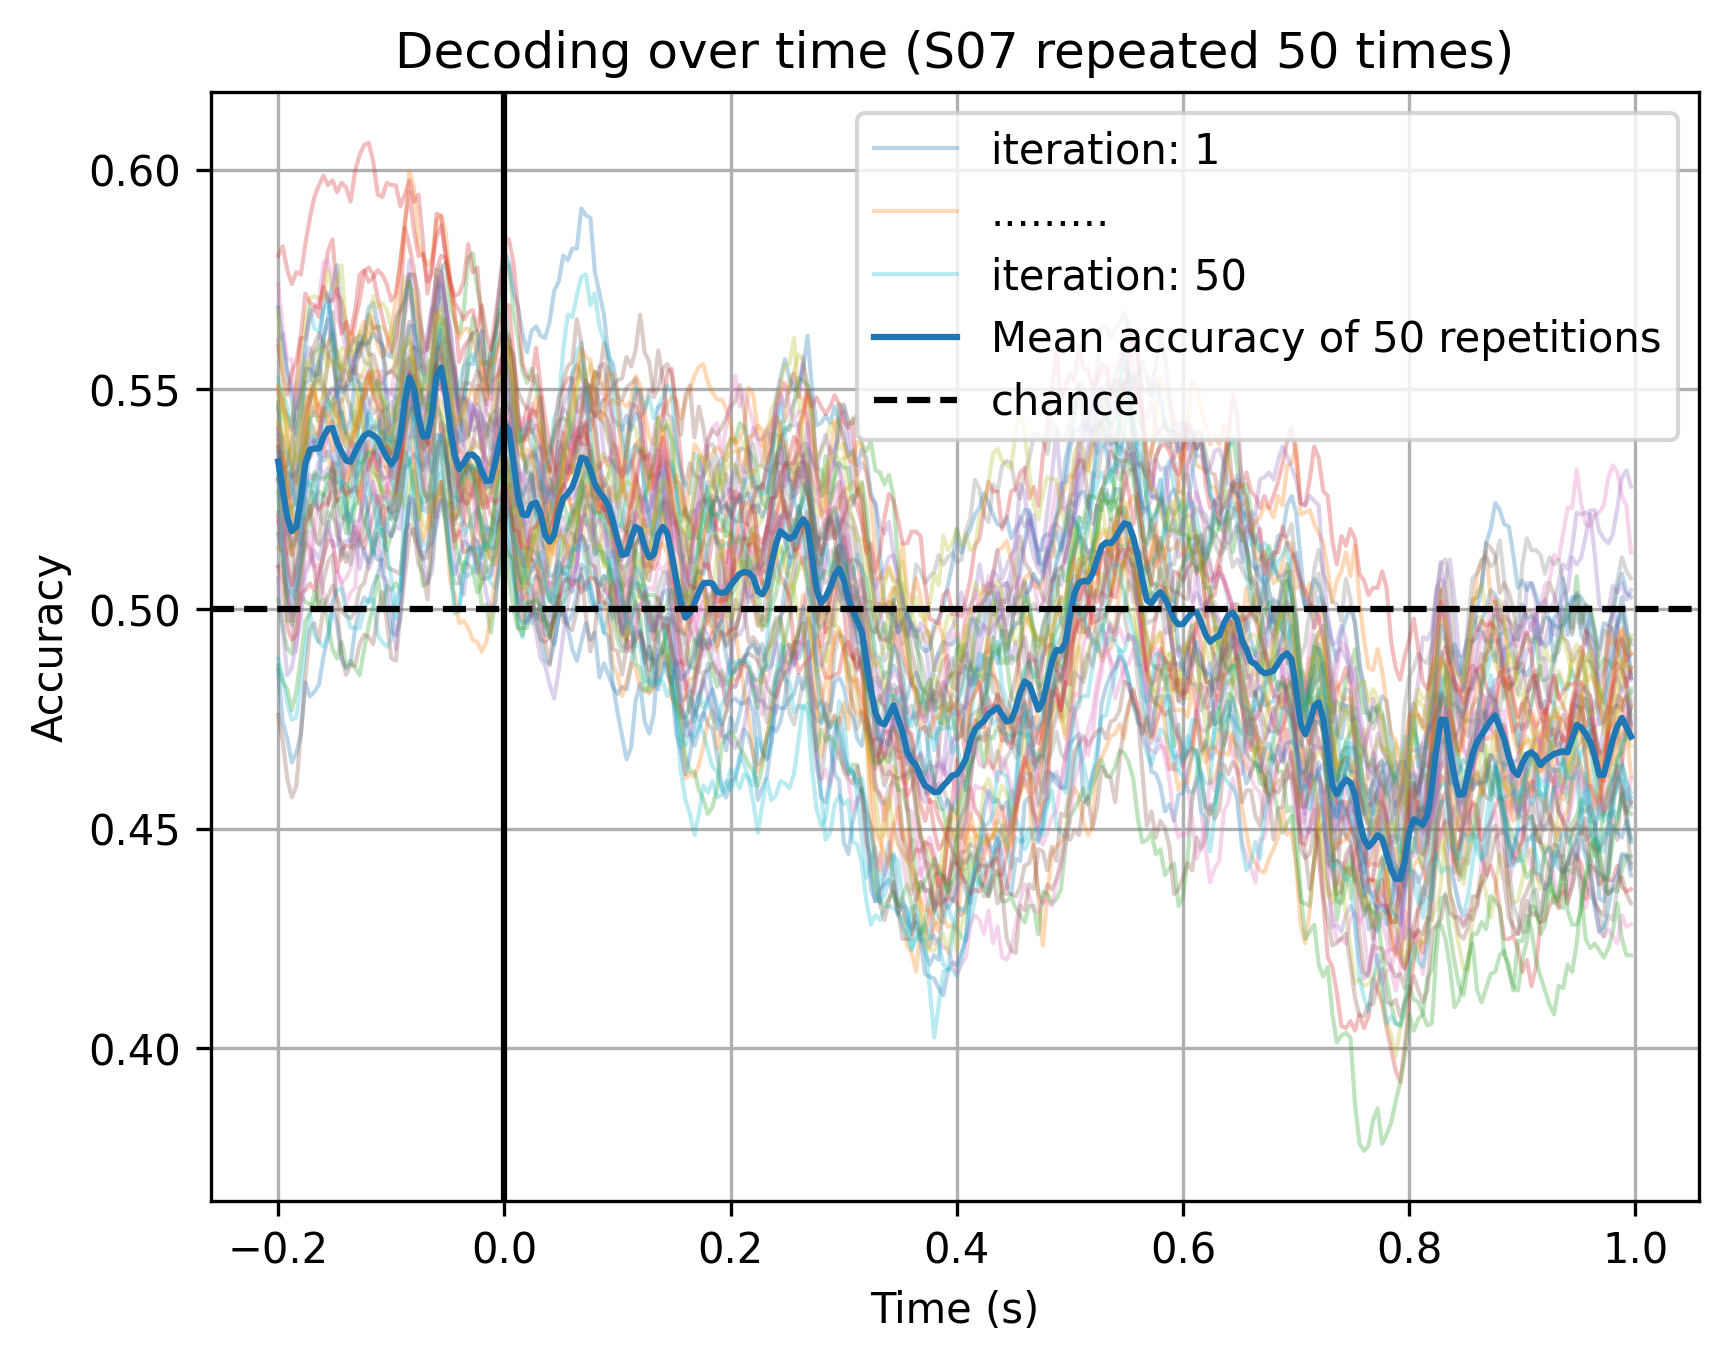 Decoding over time (S07 repeated 50 times)
iteration: 1
.........
iteration: 50
Mean accuracy of 50 repetitions
chance
Accuracy
0.60
0.55
0.50
0.45
0.40
−0.2
0.0
0.2
0.4
0.6
0.8
1.0
Time (s)